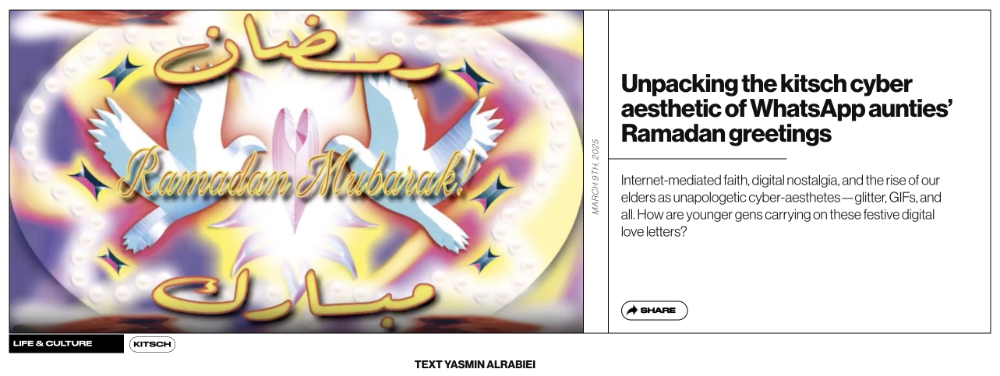 رمضان
Ramadan Mubarak!
مبارك
MARCH 9TH, 2025
Unpacking the kitsch cyber
aesthetic of WhatsApp aunties’
Ramadan greetings
Internet-mediated faith, digital nostalgia, and the rise of our
elders as unapologetic cyber-aesthetes—glitter, GIFs, and
all. How are younger gens carrying on these festive digital
love letters?
SHARE
LIFE & CULTURE
KITSCH
TEXT YASMIN ALRABIEI